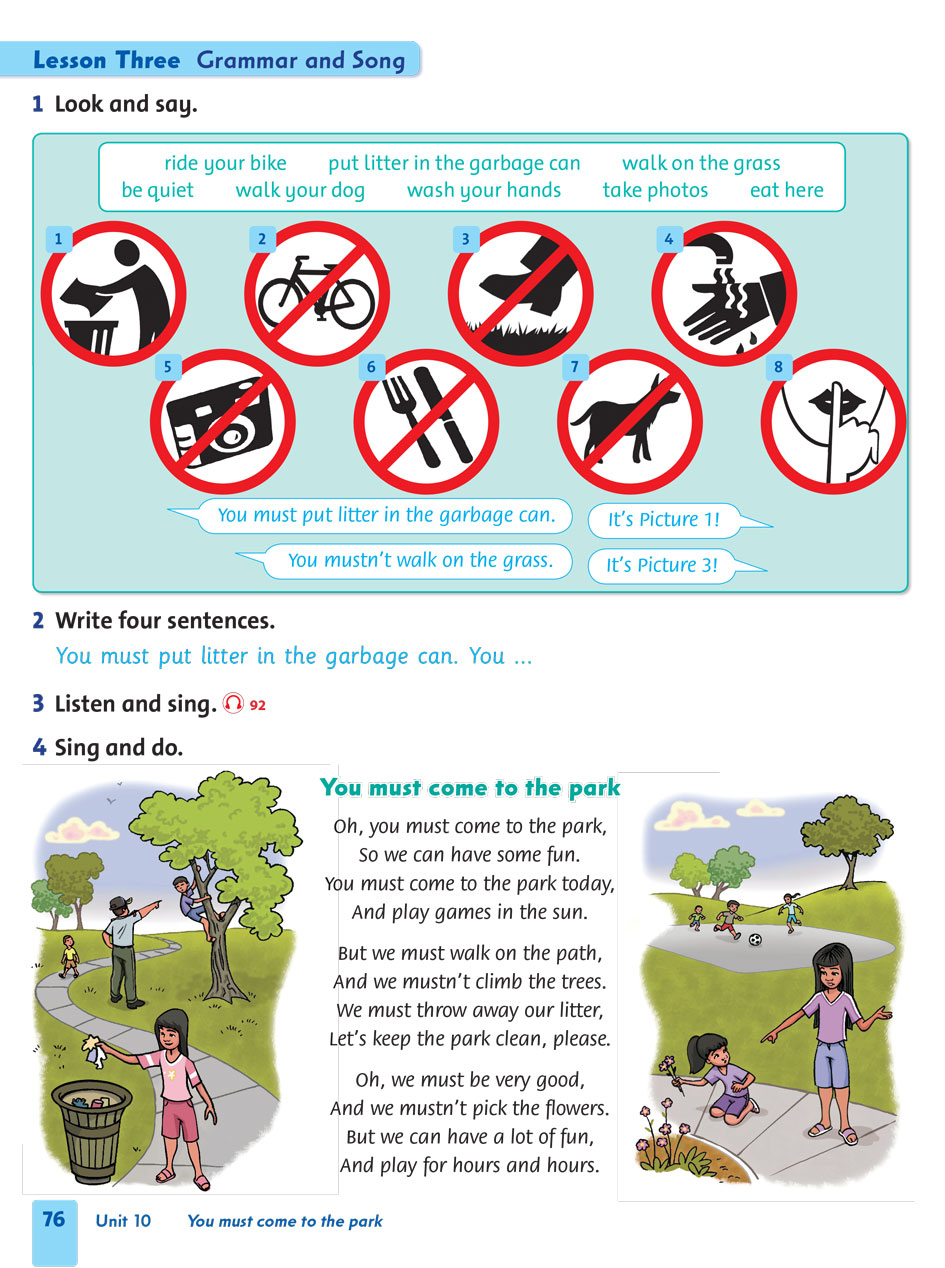 Lesson Three Grammar and Song
1 Look and say.
ride your bike put litter in the garbage can walk on the grass
be quiet walk your dog wash your hands take photos eat here
1 2 3 4
5 6 7 8
You must put litter in the garbage can. It's Picture 1!
You mustn't walk on the grass. It's Picture 3!
2 Write four sentences.
You must put litter in the garbage can. You ...
3 Listen and sing. 92
4 Sing and do.
You must come to the park
Oh, you must come to the park,
So we can have some fun.
You must come to the park today,
And play games in the sun.
But we must walk on the path,
And we mustn't climb the trees.
We must throw away our litter,
Let's keep the park clean, please.
Oh, we must be very good,
And we mustn't pick the flowers.
But we can have a lot of fun,
And play for hours and hours.
76 Unit 10 You must come to the park